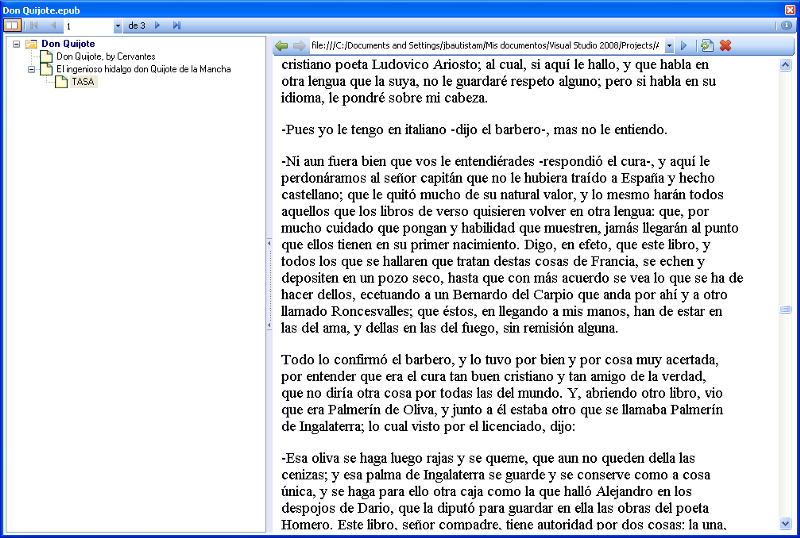 Don Quijote.epub
1 de 3
Don Quijote
Don Quijote, by Cervantes
El ingenioso hidalgo don Quijote de la Mancha
TASA
file:///C:/Documents and Settings/jbautistam/Mis documentos/Visual Studio 2008/Projects/
cristiano poeta Ludovico Ariosto; al cual, si aquí le hallo, y que habla en
otra lengua que la suya, no le guardaré respeto alguno; pero si habla en su
idioma, le pondré sobre mi cabeza.
-Pues yo le tengo en italiano -dijo el barbero-, mas no le entiendo.
-Ni aun fuera bien que vos le entendiérades -respondió el cura-, y aquí le
perdonáramos al señor capitán que no le hubiera traído a España y hecho
castellano; que le quitó mucho de su natural valor, y lo mesmo harán todos
aquellos que los libros de verso quisieren volver en otra lengua: que, por
mucho cuidado que pongan y habilidad que muestren, jamás llegarán al punto
que ellos tienen en su primer nacimiento. Digo, en efeto, que este libro, y
todos los que se hallaren que tratan destas cosas de Francia, se echen y
depositen en un pozo seco, hasta que con más acuerdo se vea lo que se ha de
hacer dellos, ecetuando a un Bernardo del Carpio que anda por ahí y a otro
llamado Roncesvalles; que éstos, en llegando a mis manos, han de estar en
las del ama, y dellas en las del fuego, sin remisión alguna.
Todo lo confirmó el barbero, y lo tuvo por bien y por cosa muy acertada,
por entender que era el cura tan buen cristiano y tan amigo de la verdad,
que no diría otra cosa por todas las del mundo. Y, abriendo otro libro, vio
que era Palmerín de Oliva, y junto a él estaba otro que se llamaba Palmerín
de Ingalaterra; lo cual visto por el licenciado, dijo:
-Esa oliva se haga luego rajas y se queme, que aun no queden della las
cenizas; y esa palma de Ingalaterra se guarde y se conserve como a cosa
única, y se haga para ello otra caja como la que halló Alejandro en los
despojos de Dario, que la diputó para guardar en ella las obras del poeta
Homero. Este libro, señor compadre, tiene autoridad por dos cosas: la una,